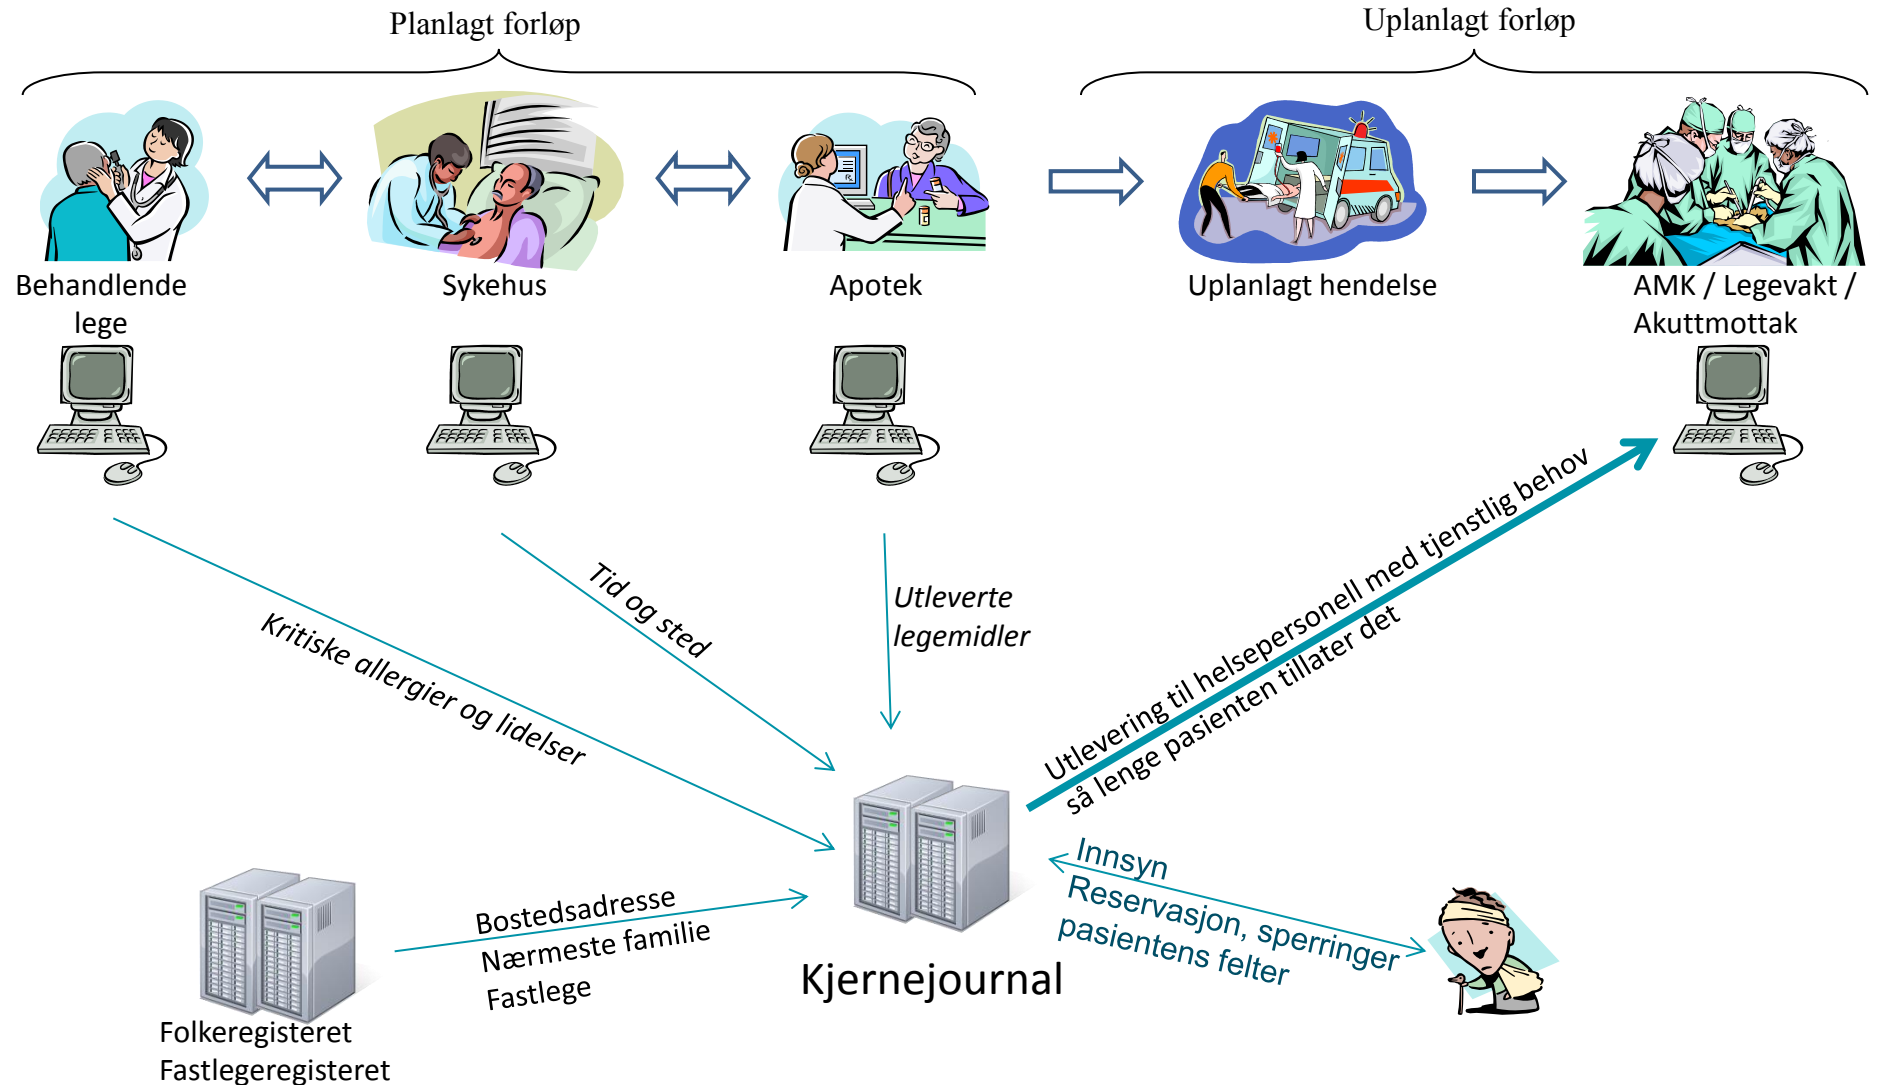 Planlagt forløp
Uplanlagt forløp
Behandlende
lege
Sykehus
Apotek
Uplanlagt hendelse
AMK / Legevakt /
Akuttmottak
Kritiske allergier og lidelser
Tid og sted
Utleverte
legemidler
Utlevering til helsepersonell med tjenstlig behov
så lenge pasienten tillater det
Innsyn
Reservasjon, sperringer
pasientens felter
Bostedsadresse
Nærmeste familie
Fastlege
Kjernejournal
Folkeregisteret
Fastlegeregisteret